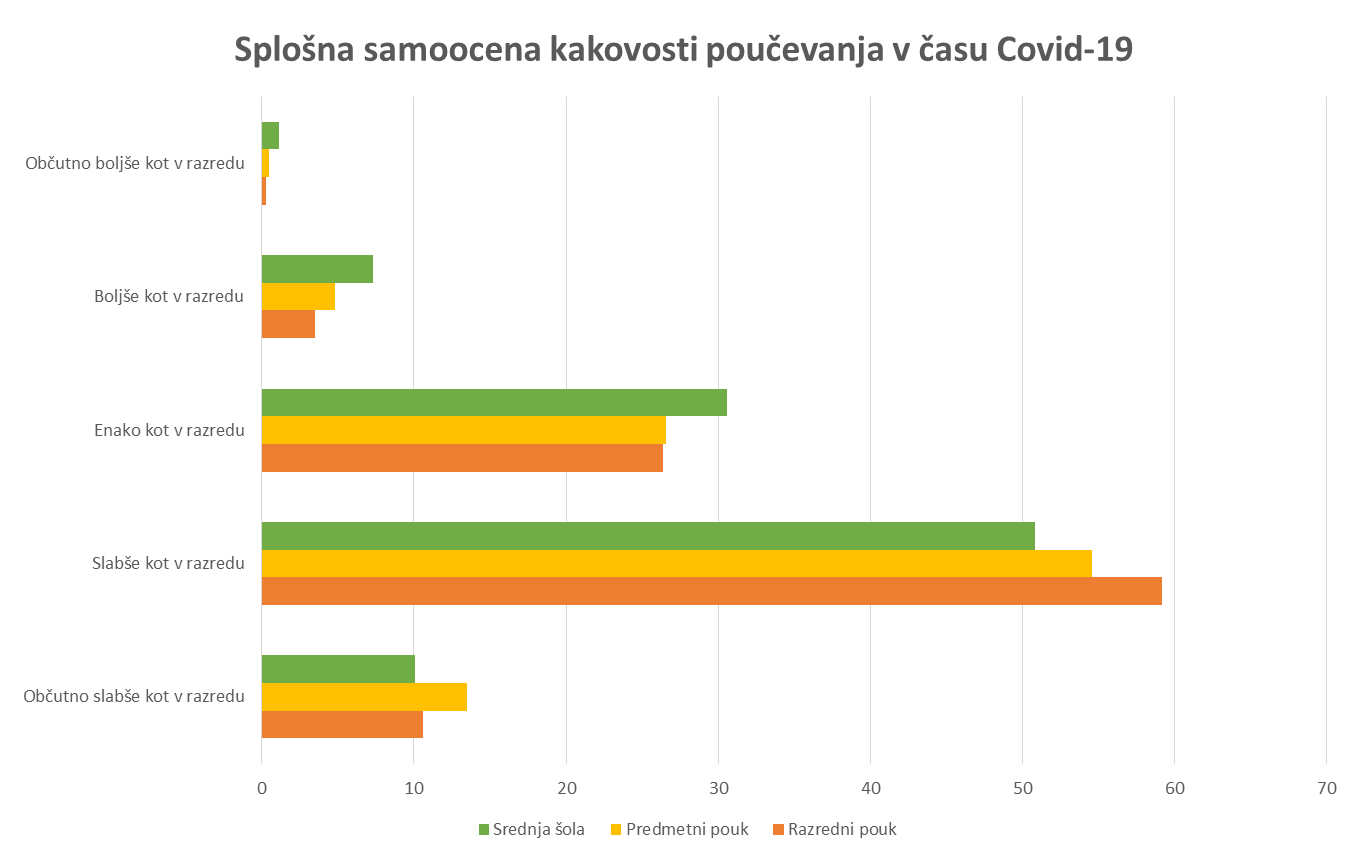 Splošna samoocena kakovosti poučevanja v času Covid-19
Občutno boljše kot v razredu
Boljše kot v razredu
Enako kot v razredu
Slabše kot v razredu
Občutno slabše kot v razredu
0 10 20 30 40 50 60 70
Srednja šola Predmetni pouk Razredni pouk